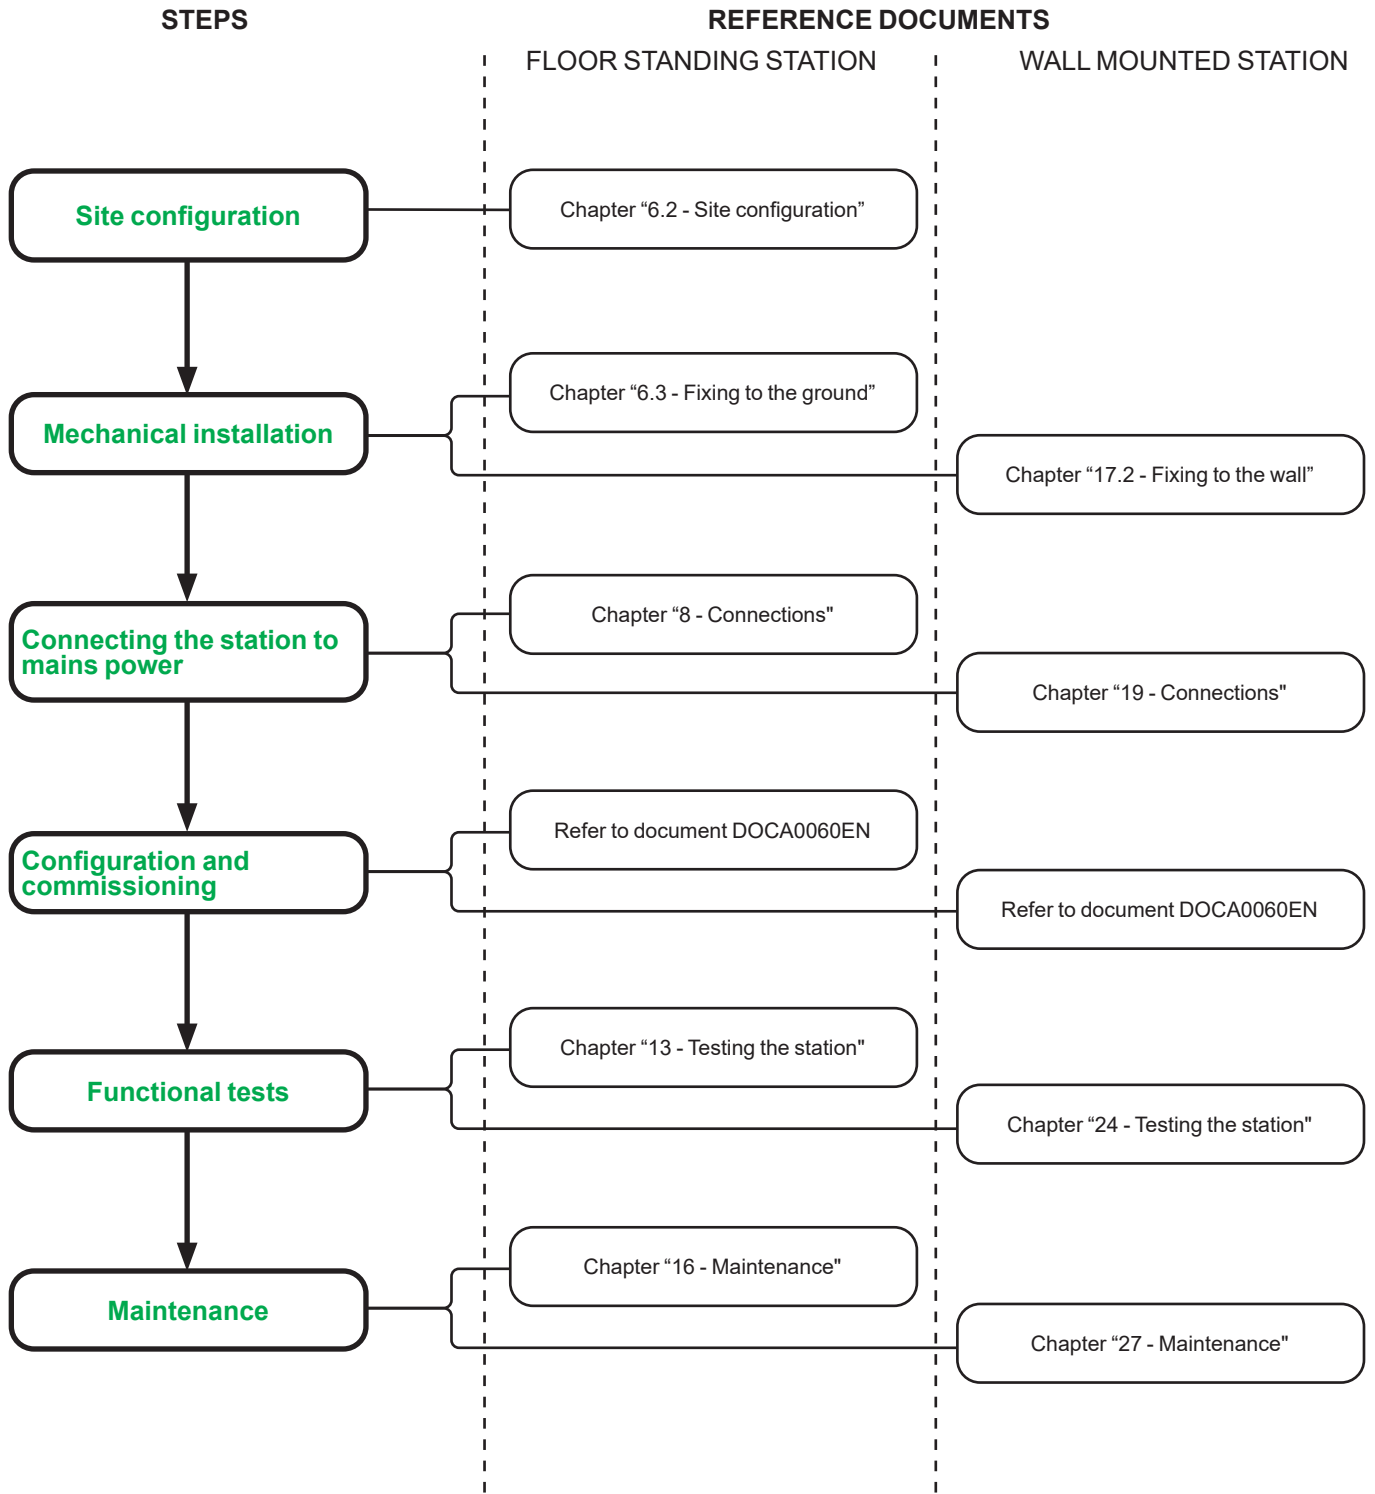 STEPS
REFERENCE DOCUMENTS
FLOOR STANDING STATION
WALL MOUNTED STATION
Site configuration
Chapter “6.2 - Site configuration”
Mechanical installation
Chapter “6.3 - Fixing to the ground”
Chapter “17.2 - Fixing to the wall”
Connecting the station to
mains power
Chapter “8 - Connections"
Chapter “19 - Connections"
Configuration and
commissioning
Refer to document DOCA0060EN
Refer to document DOCA0060EN
Functional tests
Chapter “13 - Testing the station"
Chapter “24 - Testing the station"
Maintenance
Chapter “16 - Maintenance"
Chapter “27 - Maintenance"